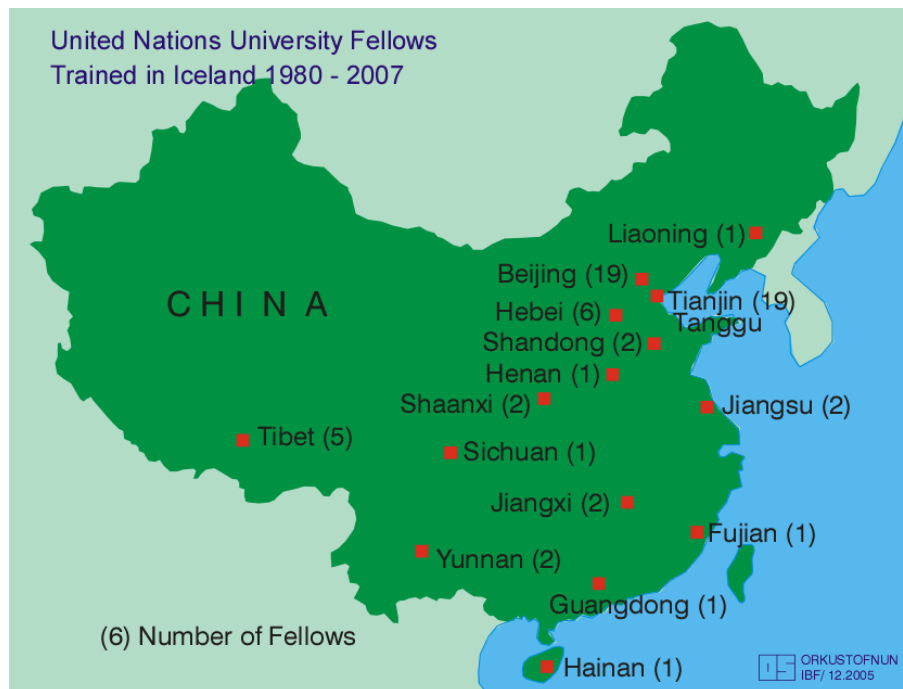 United Nations University Fellows
Trained in Iceland 1980 - 2007
Liaoning (1)
Beijing (19)
Tianjin (19)
Tanggu
CHINA
Hebei (6)
Shandong (2)
Henan (1)
Shaanxi (2)
Jiangsu (2)
Tibet (5)
Sichuan (1)
Jiangxi (2)
Fujian (1)
Yunnan (2)
Guangdong (1)
(6) Number of Fellows
Hainan (1)
OS ORKUSTOFNUN
IBF/ 12.2005